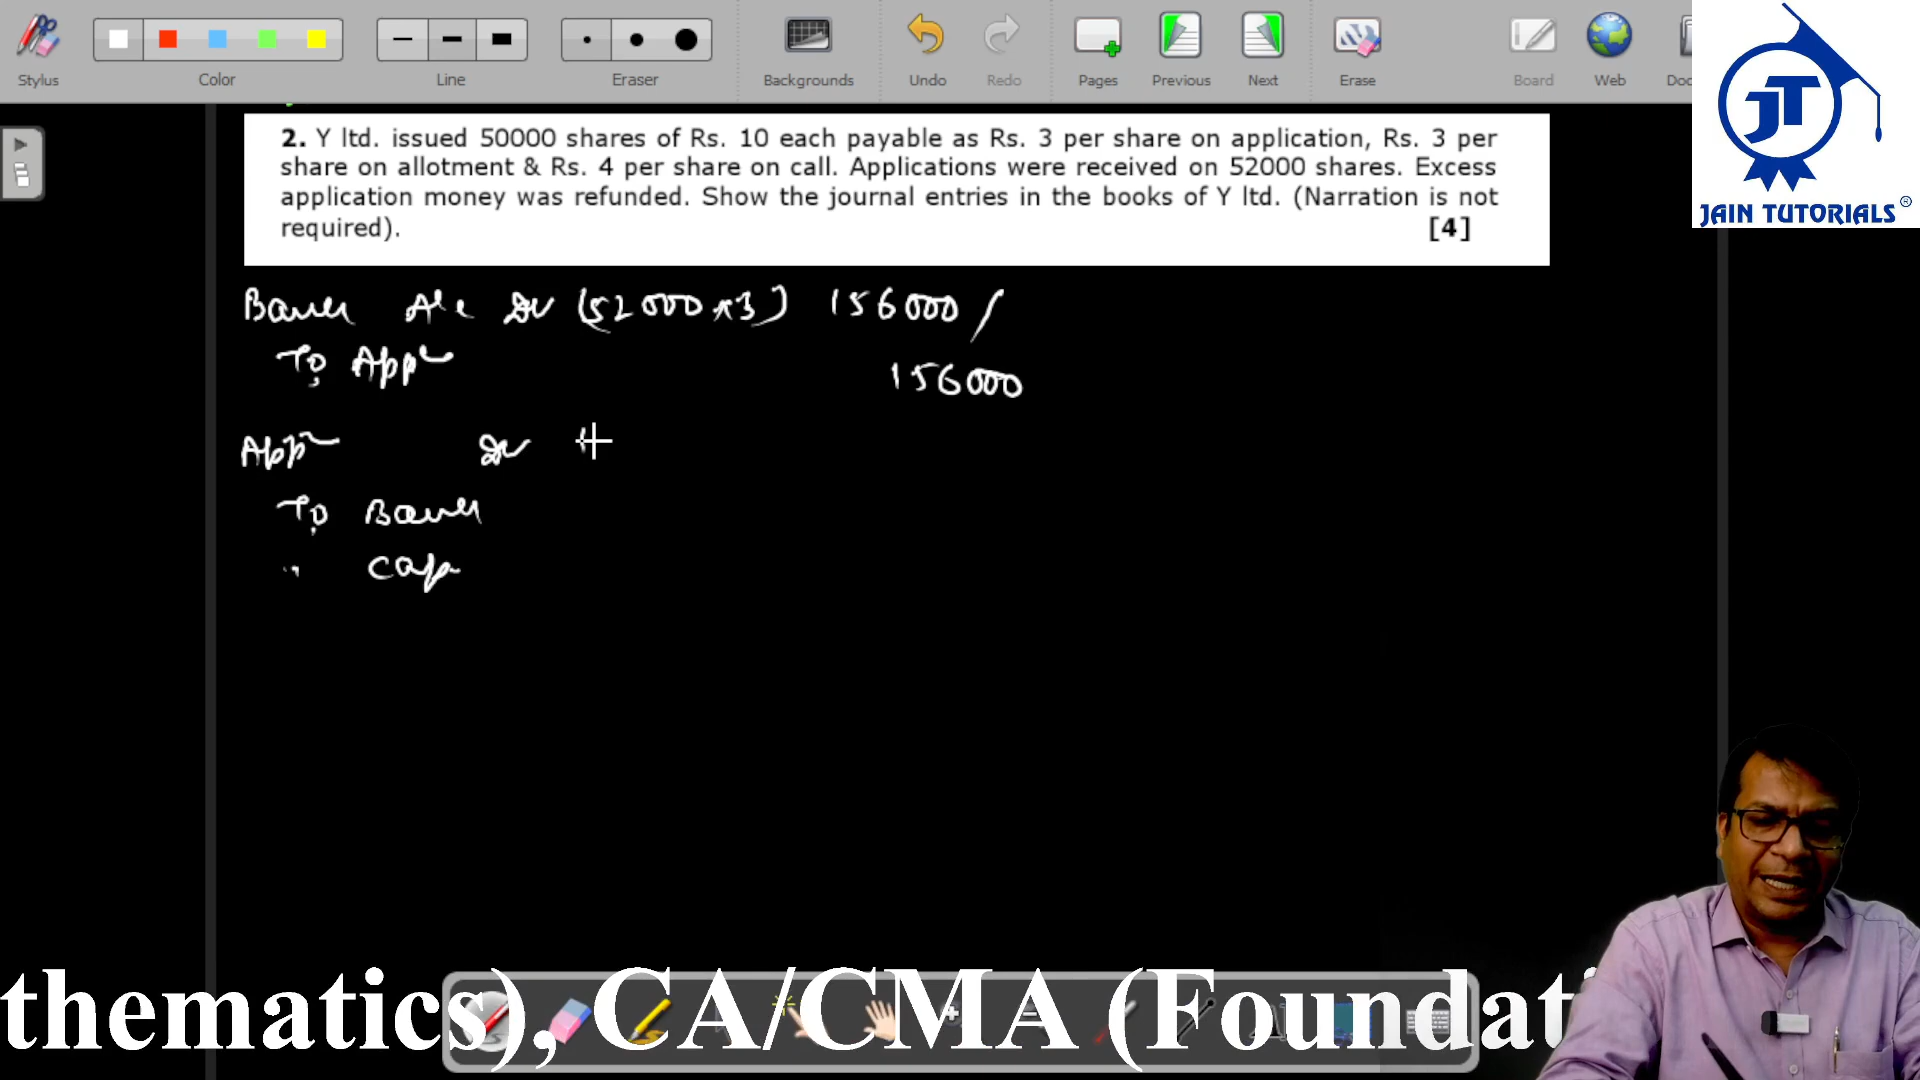 Stylus Color Line Eraser Backgrounds Undo Redo Pages Previous Next Erase Board Web
JT
JAIN TUTORIALS ®
2. Y ltd. issued 50000 shares of Rs. 10 each payable as Rs. 3 per share on application, Rs. 3 per
share on allotment & Rs. 4 per share on call. Applications were received on 52000 shares. Excess
application money was refunded. Show the journal entries in the books of Y ltd. (Narration is not
required). [4]
Bank A/c Dr (52000×3) 156000/
To Appⁿ 156000
Appⁿ Dr
To Bank
" Cap
thematics), CA/CMA (Foundati